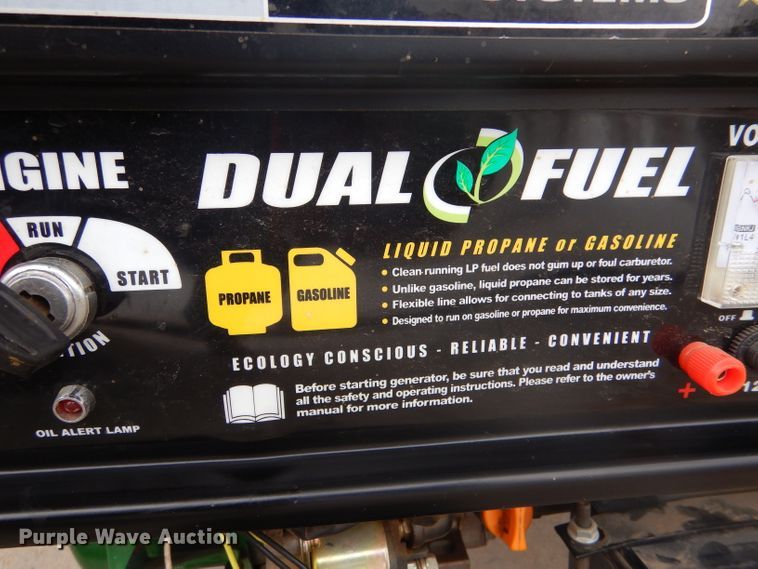 SYSTEMS
ENGINE
RUN
START
DUAL FUEL
LIQUID PROPANE or GASOLINE
• Clean-running LP fuel does not gum up or foul carburetor.
• Unlike gasoline, liquid propane can be stored for years.
• Flexible line allows for connecting to tanks of any size.
• Designed to run on gasoline or propane for maximum convenience.
PROPANE
GASOLINE
ECOLOGY CONSCIOUS - RELIABLE - CONVENIENT
Before starting generator, be sure that you read and understand
all the safety and operating instructions. Please refer to the owner's
manual for more information.
OIL ALERT LAMP
VO
OFF
+
12
Purple Wave Auction